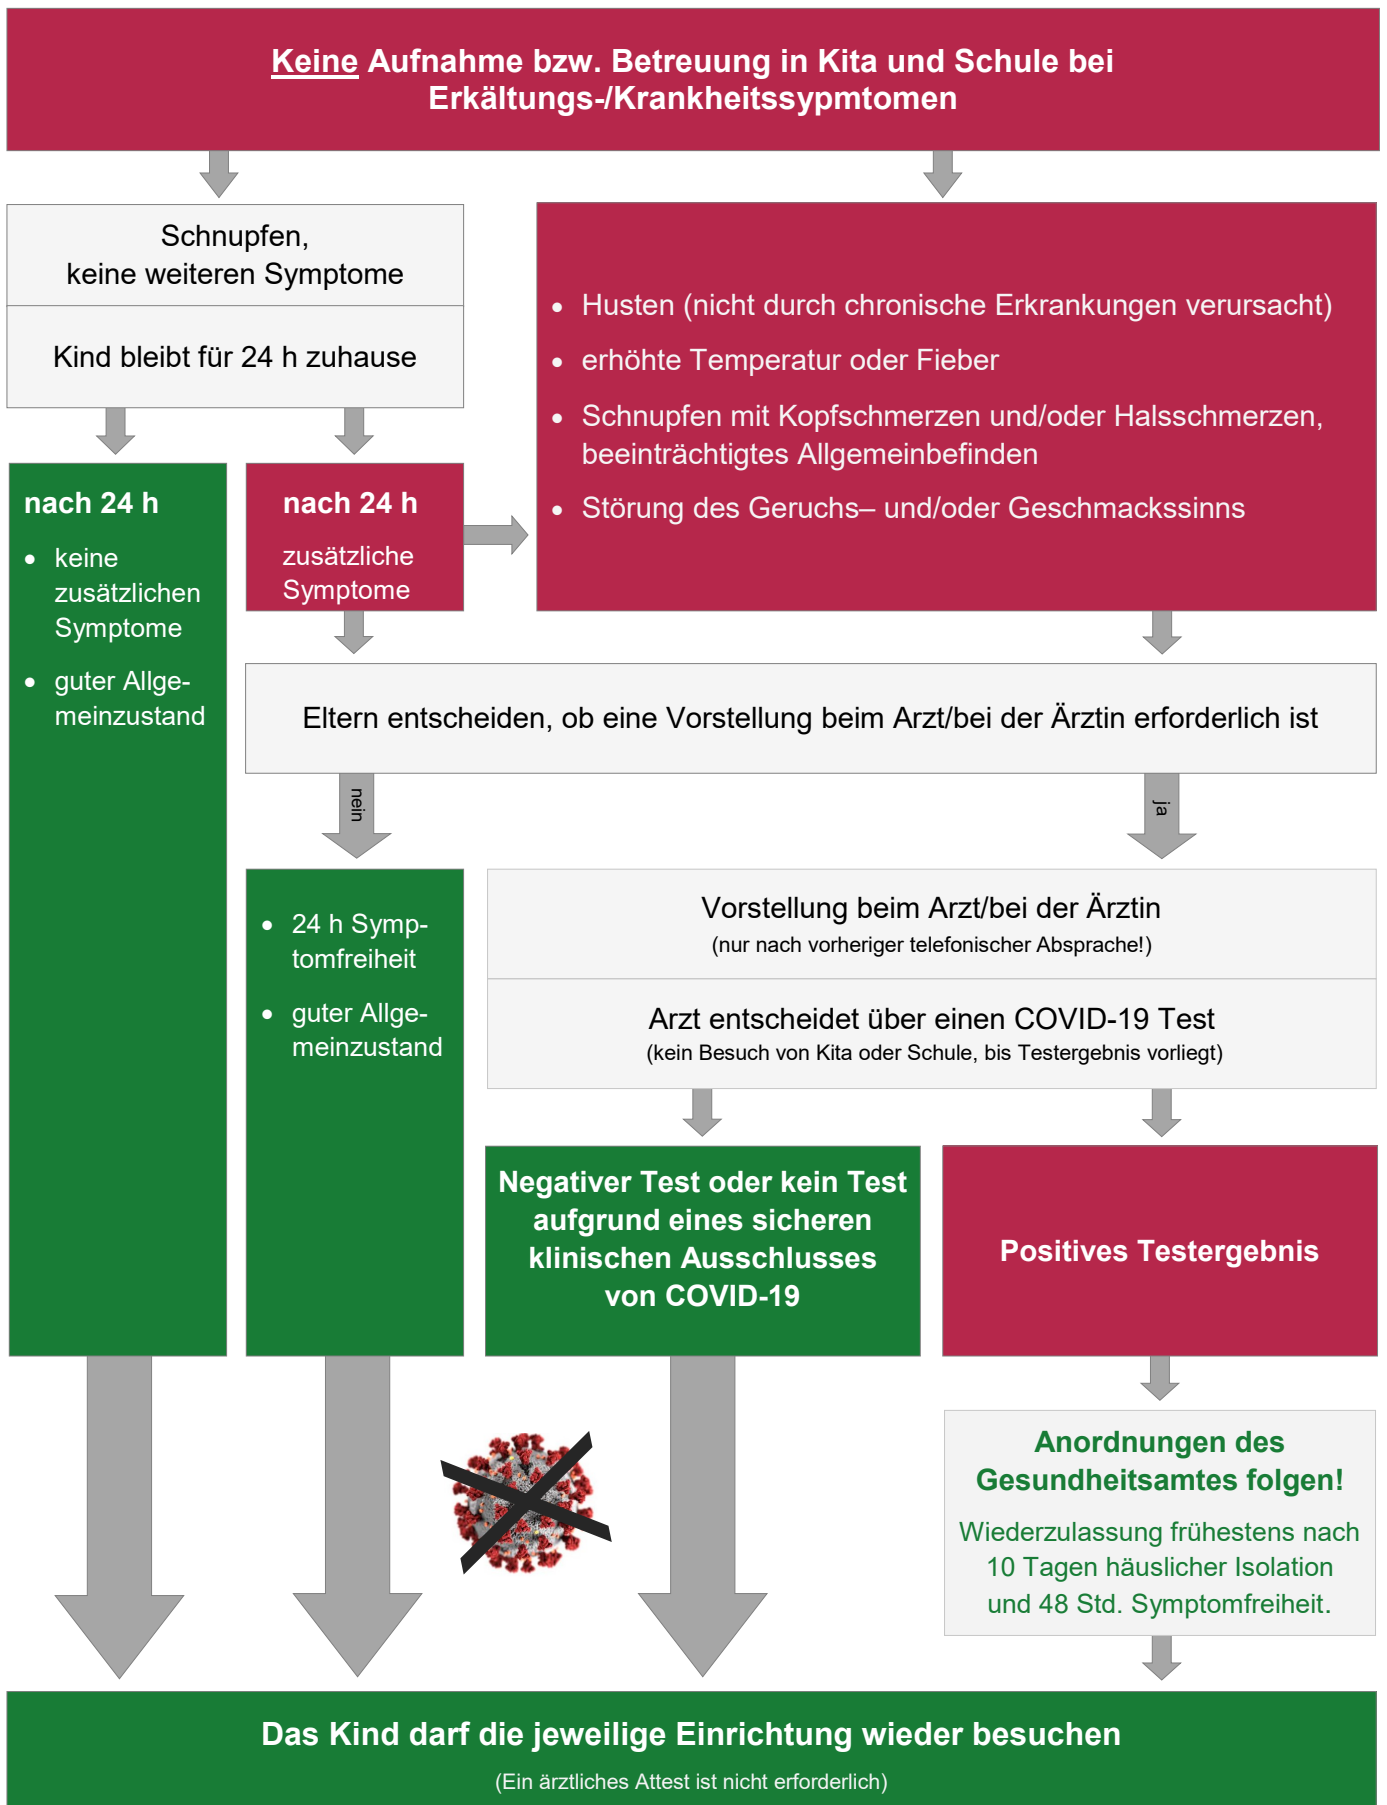 Keine Aufnahme bzw. Betreuung in Kita und Schule bei
Erkältungs-/Krankheitssypmtomen
Schnupfen,
keine weiteren Symptome
Kind bleibt für 24 h zuhause
• Husten (nicht durch chronische Erkrankungen verursacht)
• erhöhte Temperatur oder Fieber
• Schnupfen mit Kopfschmerzen und/oder Halsschmerzen,
beeinträchtigtes Allgemeinbefinden
• Störung des Geruchs– und/oder Geschmackssinns
nach 24 h
• keine
zusätzlichen
Symptome
• guter Allge-
meinzustand
nach 24 h
zusätzliche
Symptome
Eltern entscheiden, ob eine Vorstellung beim Arzt/bei der Ärztin erforderlich ist
nein
ja
• 24 h Symp-
tomfreiheit
• guter Allge-
meinzustand
Vorstellung beim Arzt/bei der Ärztin
(nur nach vorheriger telefonischer Absprache!)
Arzt entscheidet über einen COVID-19 Test
(kein Besuch von Kita oder Schule, bis Testergebnis vorliegt)
Negativer Test oder kein Test
aufgrund eines sicheren
klinischen Ausschlusses
von COVID-19
Positives Testergebnis
Anordnungen des
Gesundheitsamtes folgen!
Wiederzulassung frühestens nach
10 Tagen häuslicher Isolation
und 48 Std. Symptomfreiheit.
Das Kind darf die jeweilige Einrichtung wieder besuchen
(Ein ärztliches Attest ist nicht erforderlich)